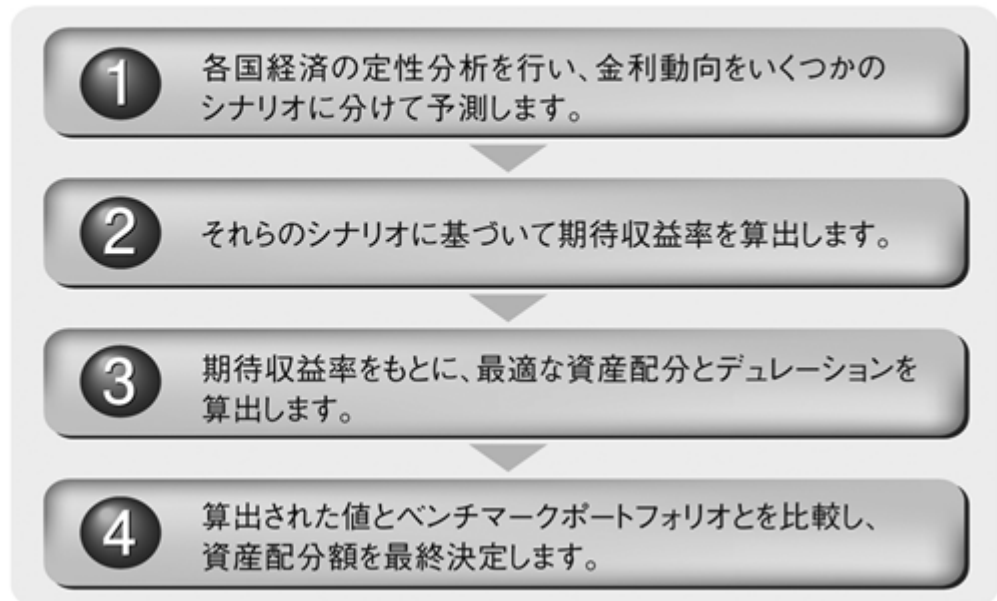 1
各国経済の定性分析を行い、金利動向をいくつかの
シナリオに分けて予測します。
2
それらのシナリオに基づいて期待収益率を算出します。
3
期待収益率をもとに、最適な資産配分とデュレーションを
算出します。
4
算出された値とベンチマークポートフォリオとを比較し、
資産配分額を最終決定します。